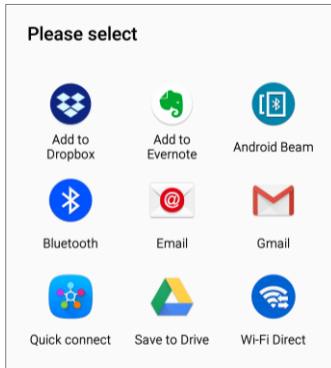 Please select
Add to
Dropbox
Add to
Evernote
Android Beam
Bluetooth
@
Email
Gmail
Quick connect
Save to Drive
Wi-Fi Direct